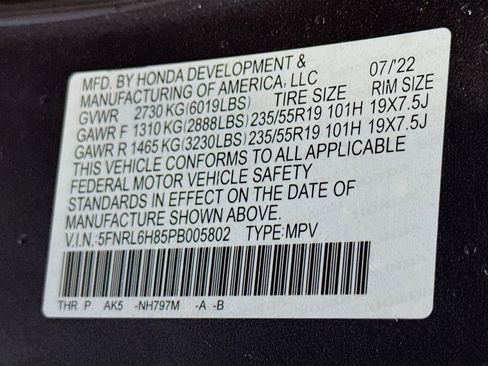 MFD. BY HONDA DEVELOPMENT &
MANUFACTURING OF AMERICA, LLC 07/'22
GVWR 2730 KG(6019LBS) TIRE SIZE RIM SIZE
GAWR F 1310 KG(2888LBS) 235/55R19 101H 19X7.5J
GAWR R 1465 KG(3230LBS) 235/55R19 101H 19X7.5J
THIS VEHICLE CONFORMS TO ALL APPLICABLE
FEDERAL MOTOR VEHICLE SAFETY
STANDARDS IN EFFECT ON THE DATE OF
MANUFACTURE SHOWN ABOVE.
V.I.N.:5FNRL6H85PB005802 TYPE:MPV
THR P AK5 -NH797M -A -B